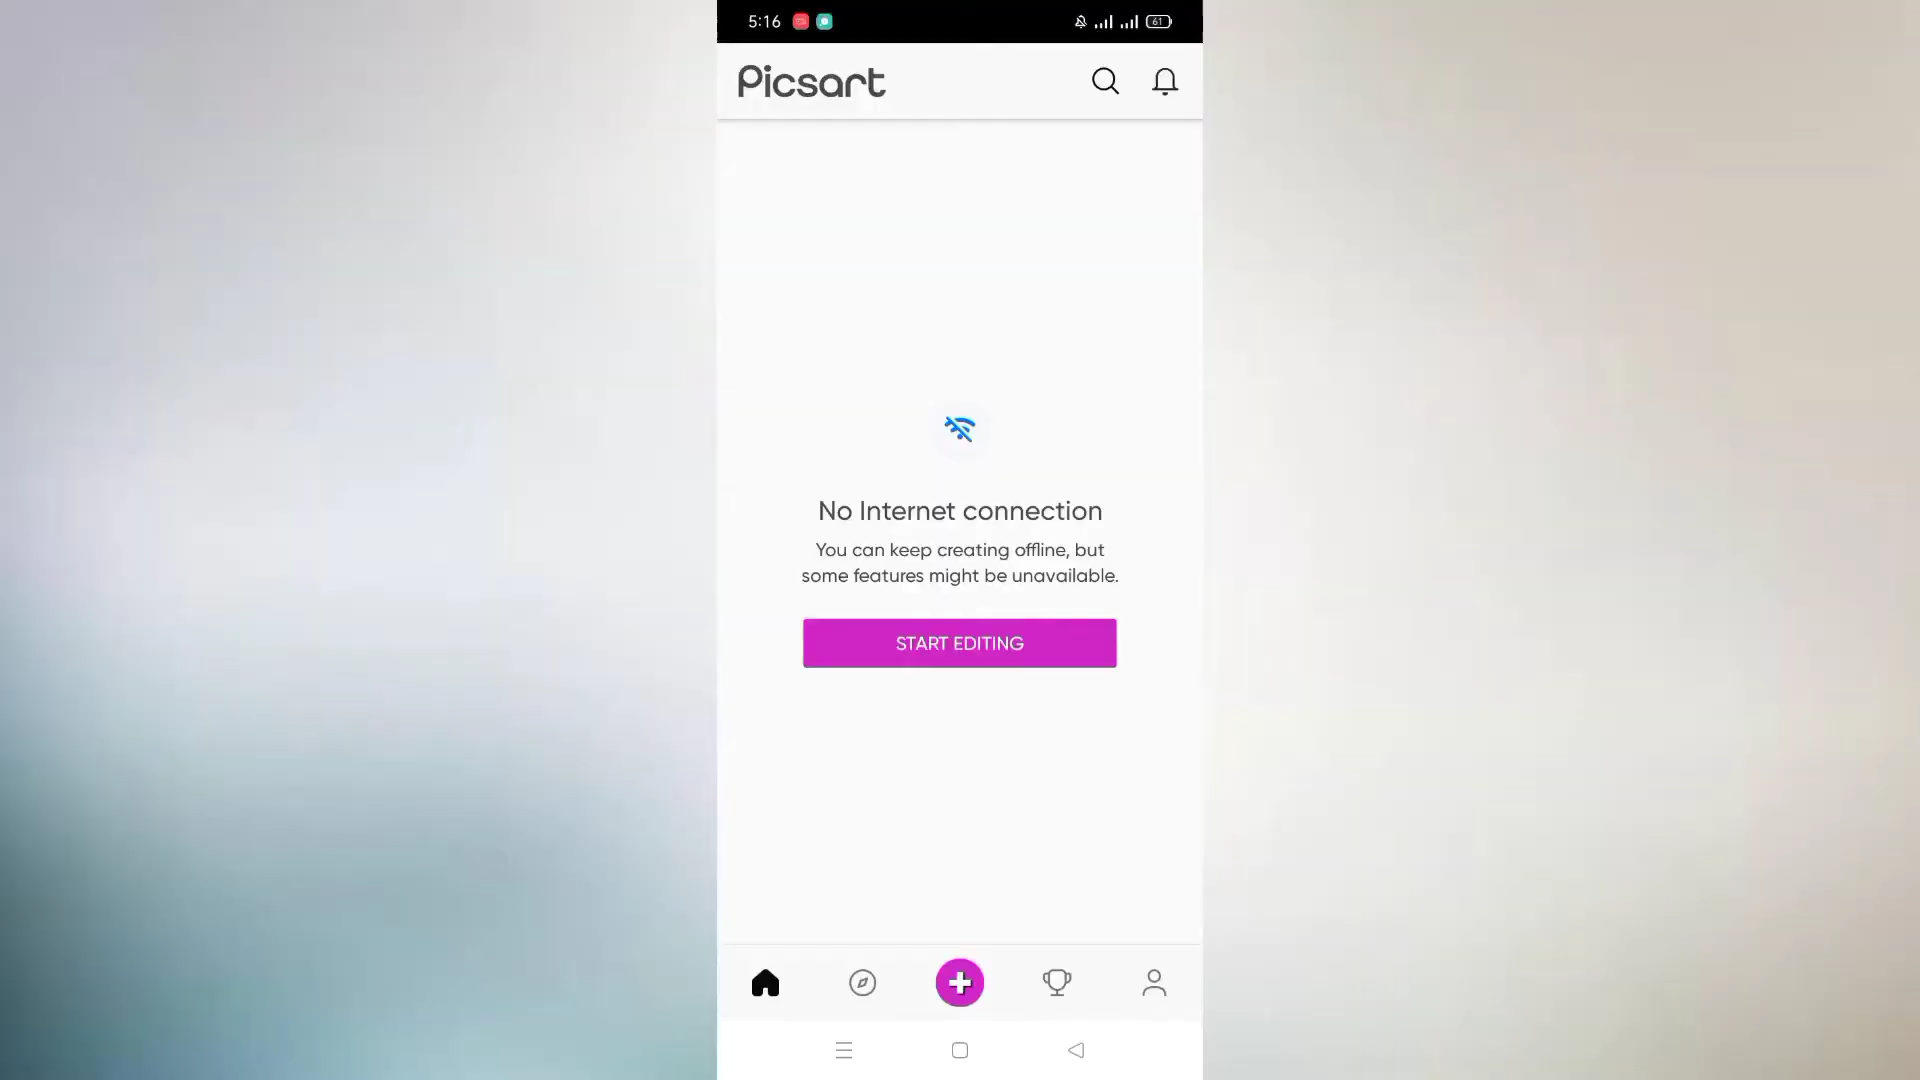 5:16
61
Picsart
No Internet connection
You can keep creating offline, but
some features might be unavailable.
START EDITING